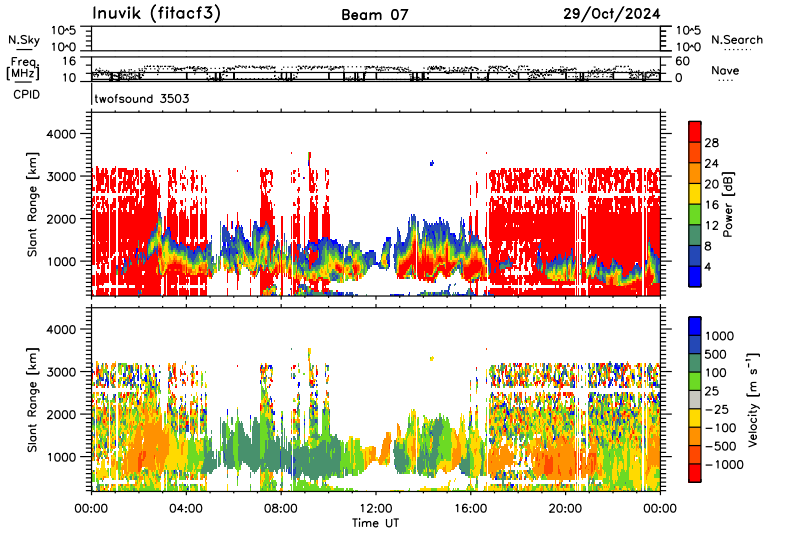 Inuvik (fitacf3) Beam 07 29/Oct/2024
N.Sky 10^5 10^0 10^5 10^0 N.Search
Freq. [MHz] 16 10 60 0 Nave
CPID twofsound 3503
Slant Range [km] 4000 3000 2000 1000
Power [dB] 28 24 20 16 12 8 4
Slant Range [km] 4000 3000 2000 1000
Velocity [m s⁻¹] 1000 500 100 25 −25 −100 −500 −1000
00:00 04:00 08:00 12:00 16:00 20:00 00:00
Time UT